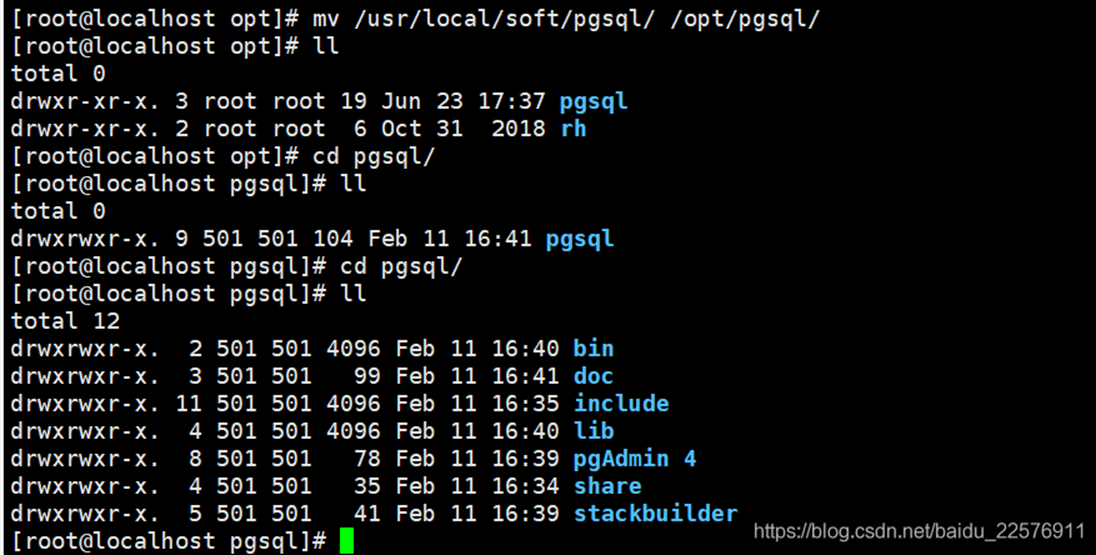 [root@localhost opt]# mv /usr/local/soft/pgsql/ /opt/pgsql/
[root@localhost opt]# ll
total 0
drwxr-xr-x. 3 root root 19 Jun 23 17:37 pgsql
drwxr-xr-x. 2 root root  6 Oct 31  2018 rh
[root@localhost opt]# cd pgsql/
[root@localhost pgsql]# ll
total 0
drwxrwxr-x. 9 501 501 104 Feb 11 16:41 pgsql
[root@localhost pgsql]# cd pgsql/
[root@localhost pgsql]# ll
total 12
drwxrwxr-x.  2 501 501 4096 Feb 11 16:40 bin
drwxrwxr-x.  3 501 501   99 Feb 11 16:41 doc
drwxrwxr-x. 11 501 501 4096 Feb 11 16:35 include
drwxrwxr-x.  4 501 501 4096 Feb 11 16:40 lib
drwxrwxr-x.  8 501 501   78 Feb 11 16:39 pgAdmin 4
drwxrwxr-x.  4 501 501   35 Feb 11 16:34 share
drwxrwxr-x.  5 501 501   41 Feb 11 16:39 stackbuilder
[root@localhost pgsql]#
https://blog.csdn.net/baidu_22576911